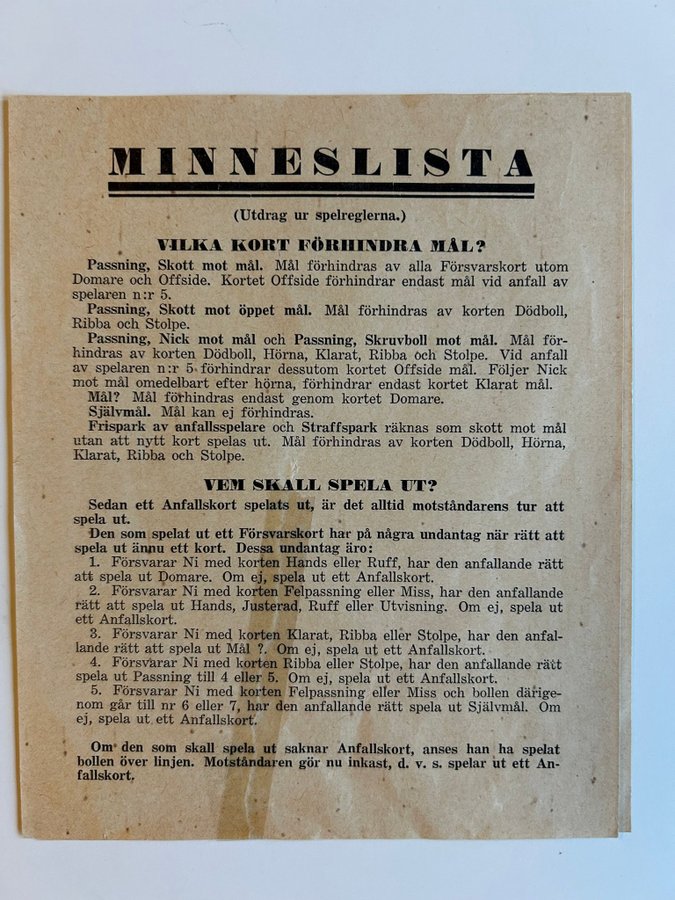 MINNESLISTA
(Utdrag ur spelreglerna.)
VILKA KORT FÖRHINDRA MÅL?
Passning, Skott mot mål. Mål förhindras av alla Försvarskort utom
Domare och Offside. Kortet Offside förhindrar endast mål vid anfall av
spelaren n:r 5.
Passning, Skott mot öppet mål. Mål förhindras av korten Dödboll,
Ribba och Stolpe.
Passning, Nick mot mål och Passning, Skruvboll mot mål. Mål för-
hindras av korten Dödboll, Hörna, Klarat, Ribba och Stolpe. Vid anfall
av spelaren n:r 5 förhindrar dessutom kortet Offside mål. Följer Nick
mot mål omedelbart efter hörna, förhindrar endast kortet Klarat mål.
Mål? Mål förhindras endast genom kortet Domare.
Självmål. Mål kan ej förhindras.
Frispark av anfallsspelare och Straffspark räknas som skott mot mål
utan att nytt kort spelas ut. Mål förhindras av korten Dödboll, Hörna,
Klarat, Ribba och Stolpe.
VEM SKALL SPELA UT?
Sedan ett Anfallskort spelats ut, är det alltid motståndarens tur att
spela ut.
Den som spelat ut ett Försvarskort har på några undantag när rätt att
spela ut ännu ett kort. Dessa undantag äro:
1. Försvarar Ni med korten Hands eller Ruff, har den anfallande rätt
att spela ut Domare. Om ej, spela ut ett Anfallskort.
2. Försvarar Ni med korten Felpassning eller Miss, har den anfallande
rätt att spela ut Hands, Justerad, Ruff eller Utvisning. Om ej, spela ut
ett Anfallskort.
3. Försvarar Ni med korten Klarat, Ribba eller Stolpe, har den anfal-
lande rätt att spela ut Mål ?. Om ej, spela ut ett Anfallskort.
4. Försvarar Ni med korten Ribba eller Stolpe, har den anfallande rätt
spela ut Passning till 4 eller 5. Om ej, spela ut ett Anfallskort.
5. Försvarar Ni med korten Felpassning eller Miss och bollen därige-
nom går till nr 6 eller 7, har den anfallande rätt spela ut Självmål. Om
ej, spela ut ett Anfallskort.
Om den som skall spela ut saknar Anfallskort, anses han ha spelat
bollen över linjen. Motståndaren gör nu inkast, d. v. s. spelar ut ett An-
fallskort.